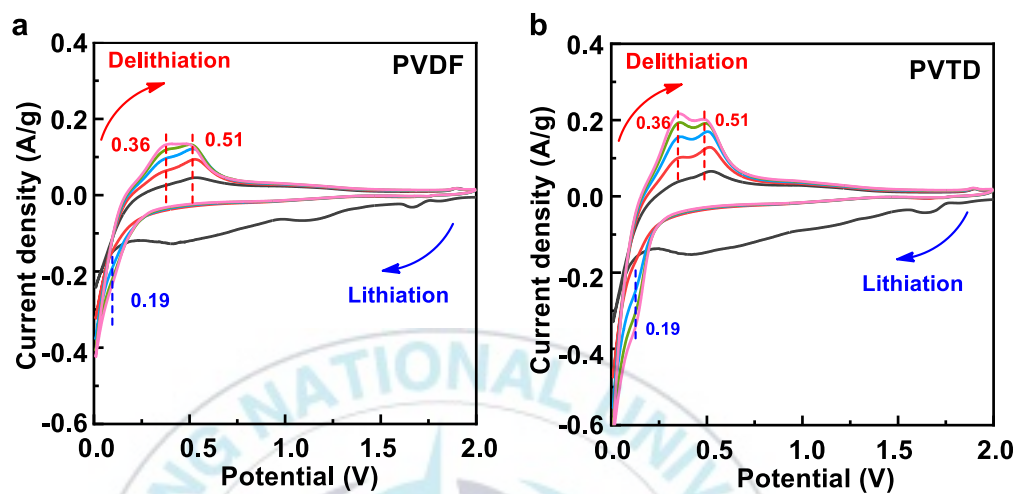 a
PVDF
Delithiation
0.36
0.51
0.19
Lithiation
Current density (A/g)
0.4
0.2
0.0
-0.2
-0.4
-0.6
0.0 0.5 1.0 1.5 2.0
Potential (V)
b
PVTD
Delithiation
0.36
0.51
0.19
Lithiation
Current density (A/g)
0.4
0.2
0.0
-0.2
-0.4
-0.6
0.0 0.5 1.0 1.5 2.0
Potential (V)
NG NATIONAL UNIV